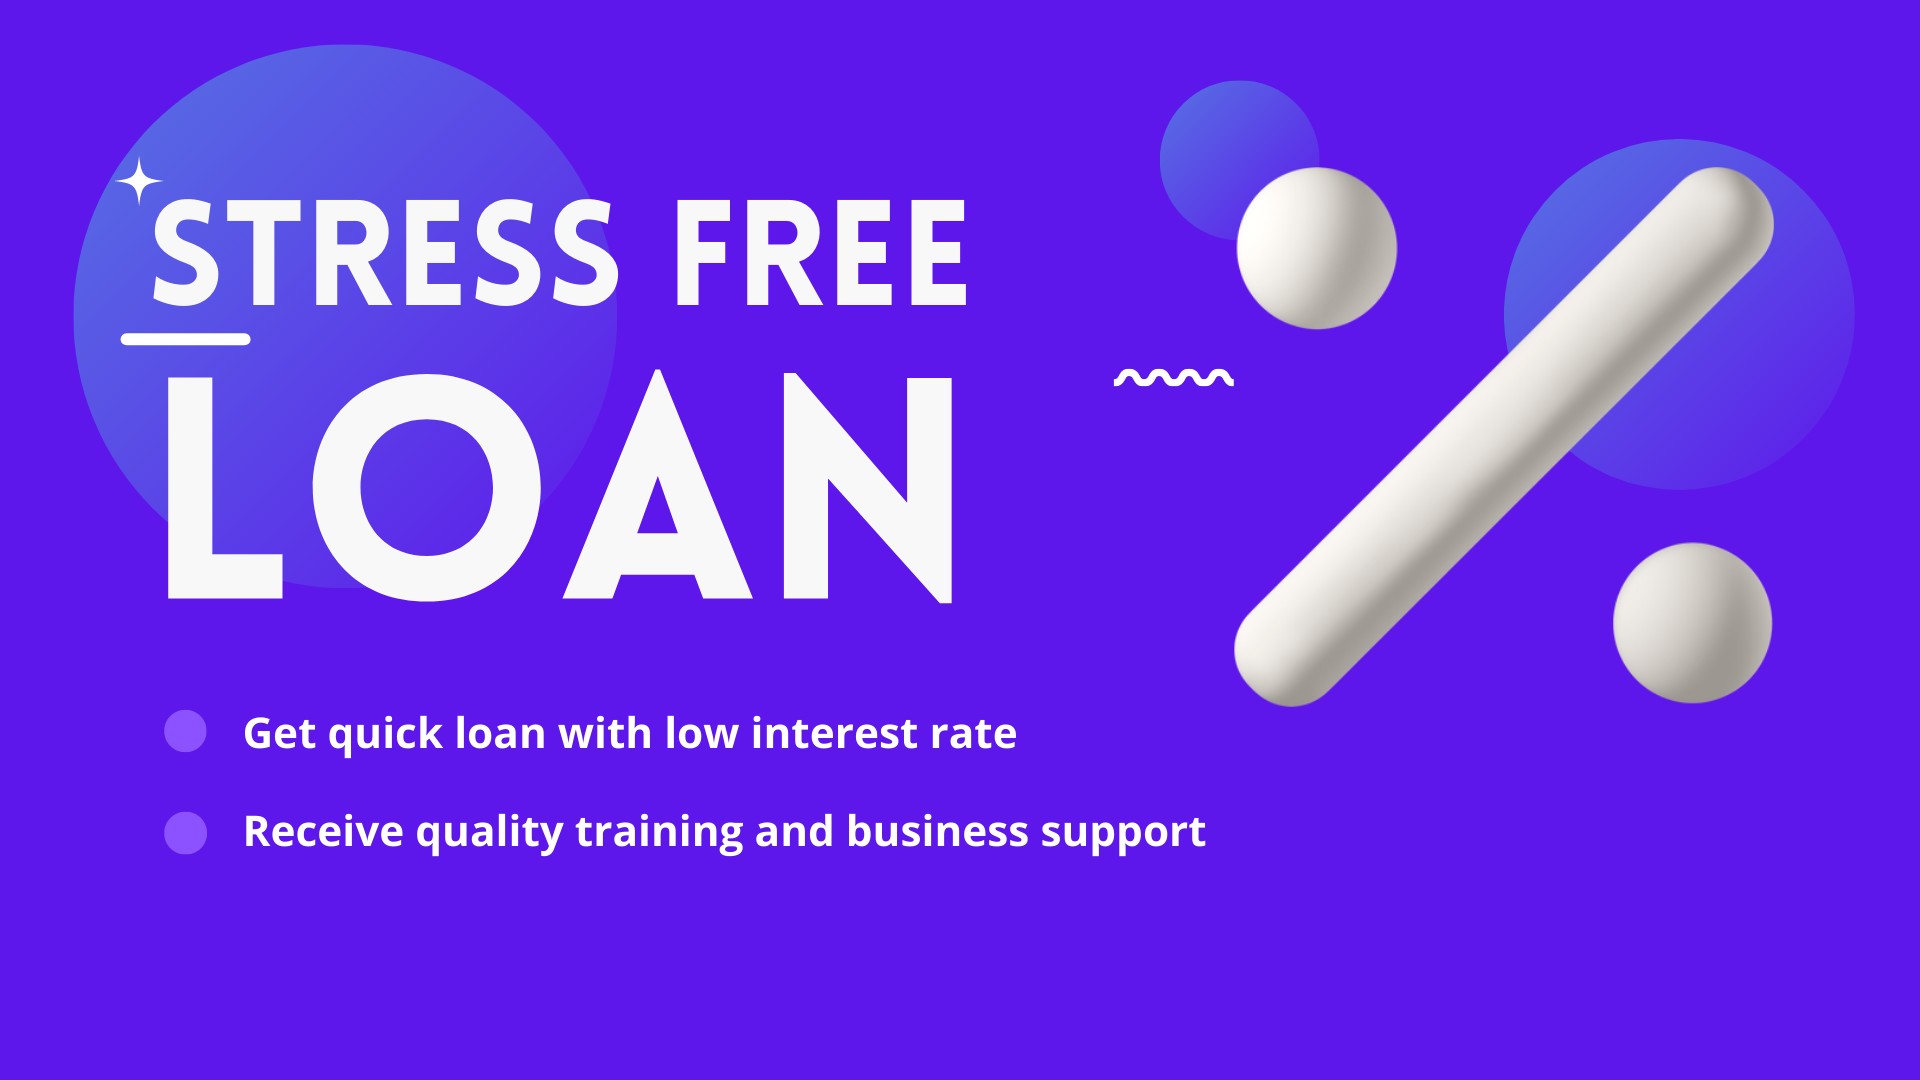 STRESS FREE
LOAN
Get quick loan with low interest rate
Receive quality training and business support